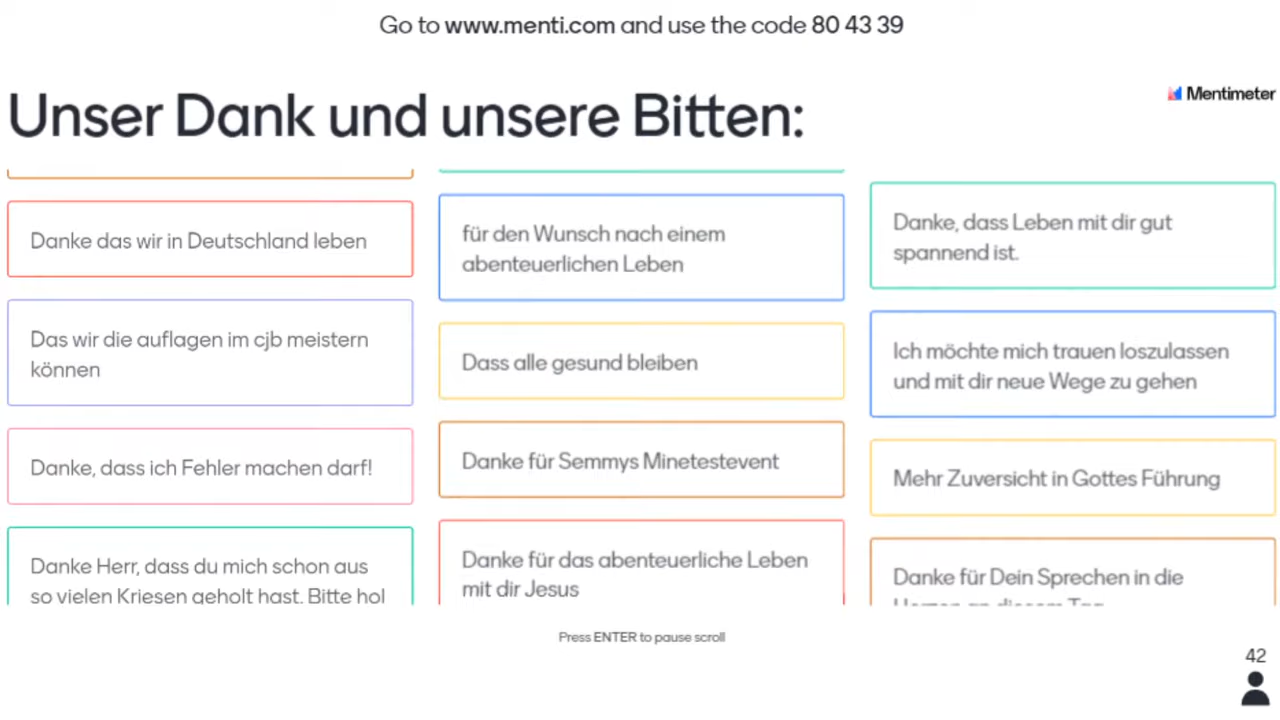 Go to www.menti.com and use the code 80 43 39
Unser Dank und unsere Bitten:
Mentimeter
Danke das wir in Deutschland leben
Das wir die auflagen im cjb meistern
können
Danke, dass ich Fehler machen darf!
Danke Herr, dass du mich schon aus
so vielen Kriesen geholt hast. Bitte hol
für den Wunsch nach einem
abenteuerlichen Leben
Dass alle gesund bleiben
Danke für Semmys Minetestevent
Danke für das abenteuerliche Leben
mit dir Jesus
Danke, dass Leben mit dir gut
spannend ist.
Ich möchte mich trauen loszulassen
und mit dir neue Wege zu gehen
Mehr Zuversicht in Gottes Führung
Danke für Dein Sprechen in die
Press ENTER to pause scroll
42